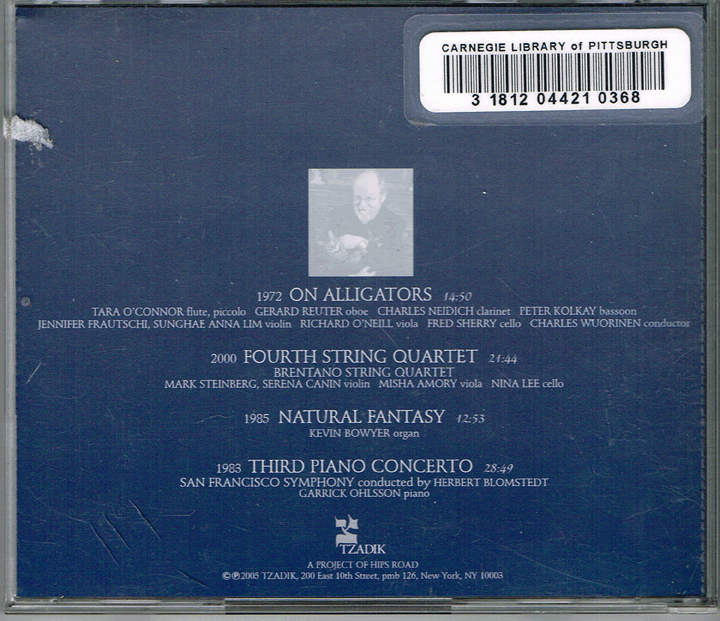 CARNEGIE LIBRARY of PITTSBURGH
3 1812 04421 0368
1972 ON ALLIGATORS 14:50
TARA O'CONNOR flute, piccolo GERARD REUTER oboe CHARLES NEIDICH clarinet PETER KOLKAY bassoon
JENNIFER FRAUTSCHI, SUNGHAE ANNA LIM violin RICHARD O'NEILL viola FRED SHERRY cello CHARLES WUORINEN conductor
2000 FOURTH STRING QUARTET 21:44
BRENTANO STRING QUARTET
MARK STEINBERG, SERENA CANIN violin MISHA AMORY viola NINA LEE cello
1985 NATURAL FANTASY 12:53
KEVIN BOWYER organ
1983 THIRD PIANO CONCERTO 28:49
SAN FRANCISCO SYMPHONY conducted by HERBERT BLOMSTEDT
GARRICK OHLSSON piano
TZADIK
A PROJECT OF HIPS ROAD
©℗2005 TZADIK, 200 East 10th Street, pmb 126, New York, NY 10003